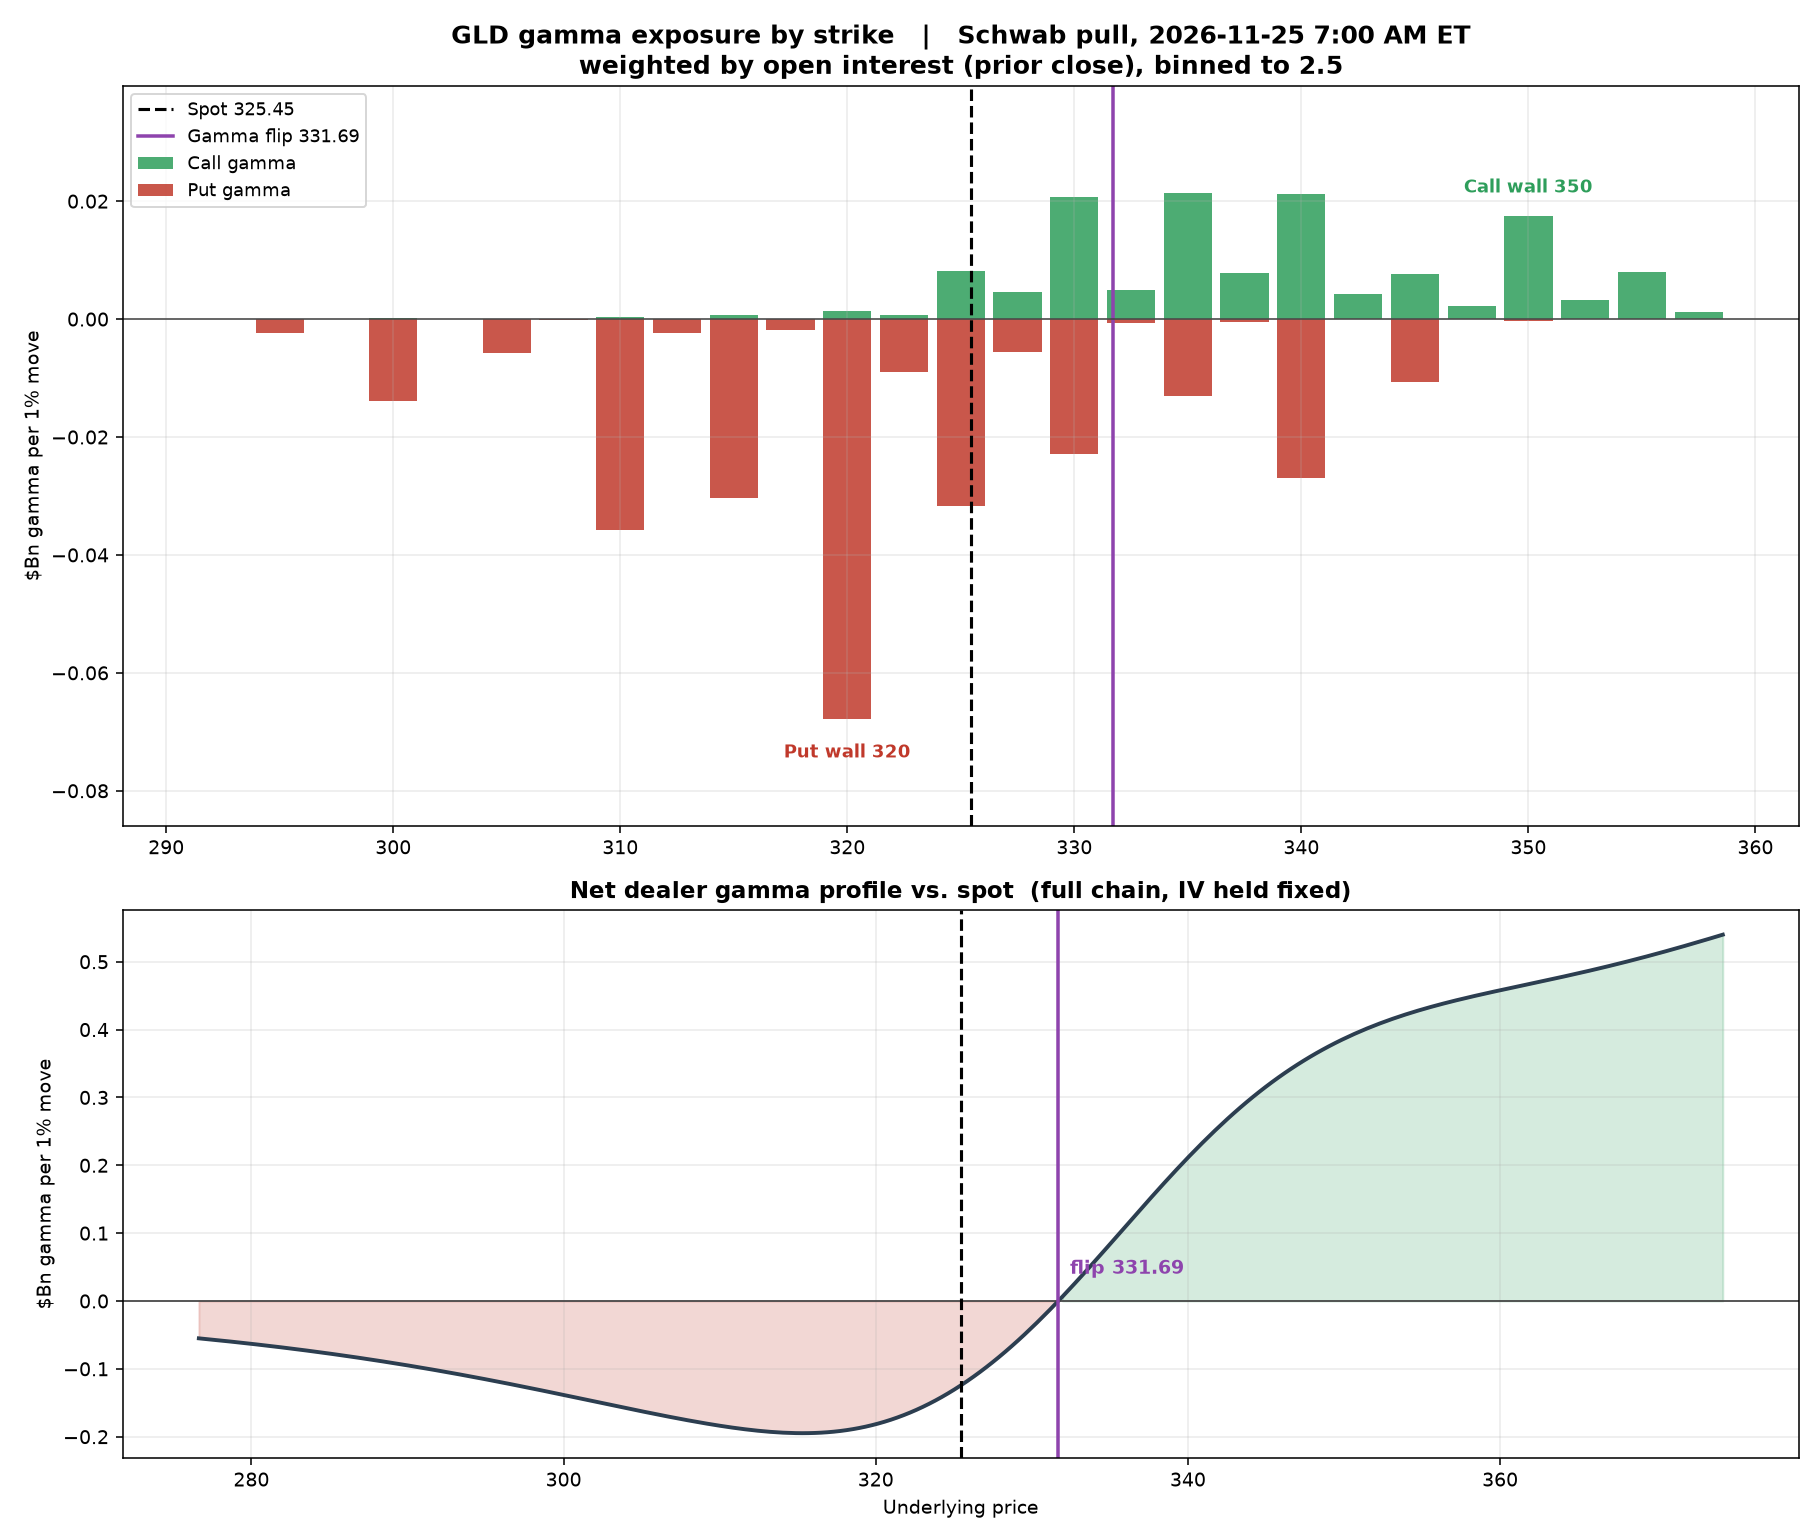 GLD gamma exposure by strike | Schwab pull, 2026-11-25 7:00 AM ET
weighted by open interest (prior close), binned to 2.5
Spot 325.45
Gamma flip 331.69
Call gamma
Put gamma
Call wall 350
Put wall 320
$Bn gamma per 1% move
0.02
0.00
−0.02
−0.04
−0.06
−0.08
290 300 310 320 330 340 350 360
Net dealer gamma profile vs. spot (full chain, IV held fixed)
$Bn gamma per 1% move
0.5
0.4
0.3
0.2
0.1
0.0
−0.1
−0.2
flip 331.69
280 300 320 340 360
Underlying price